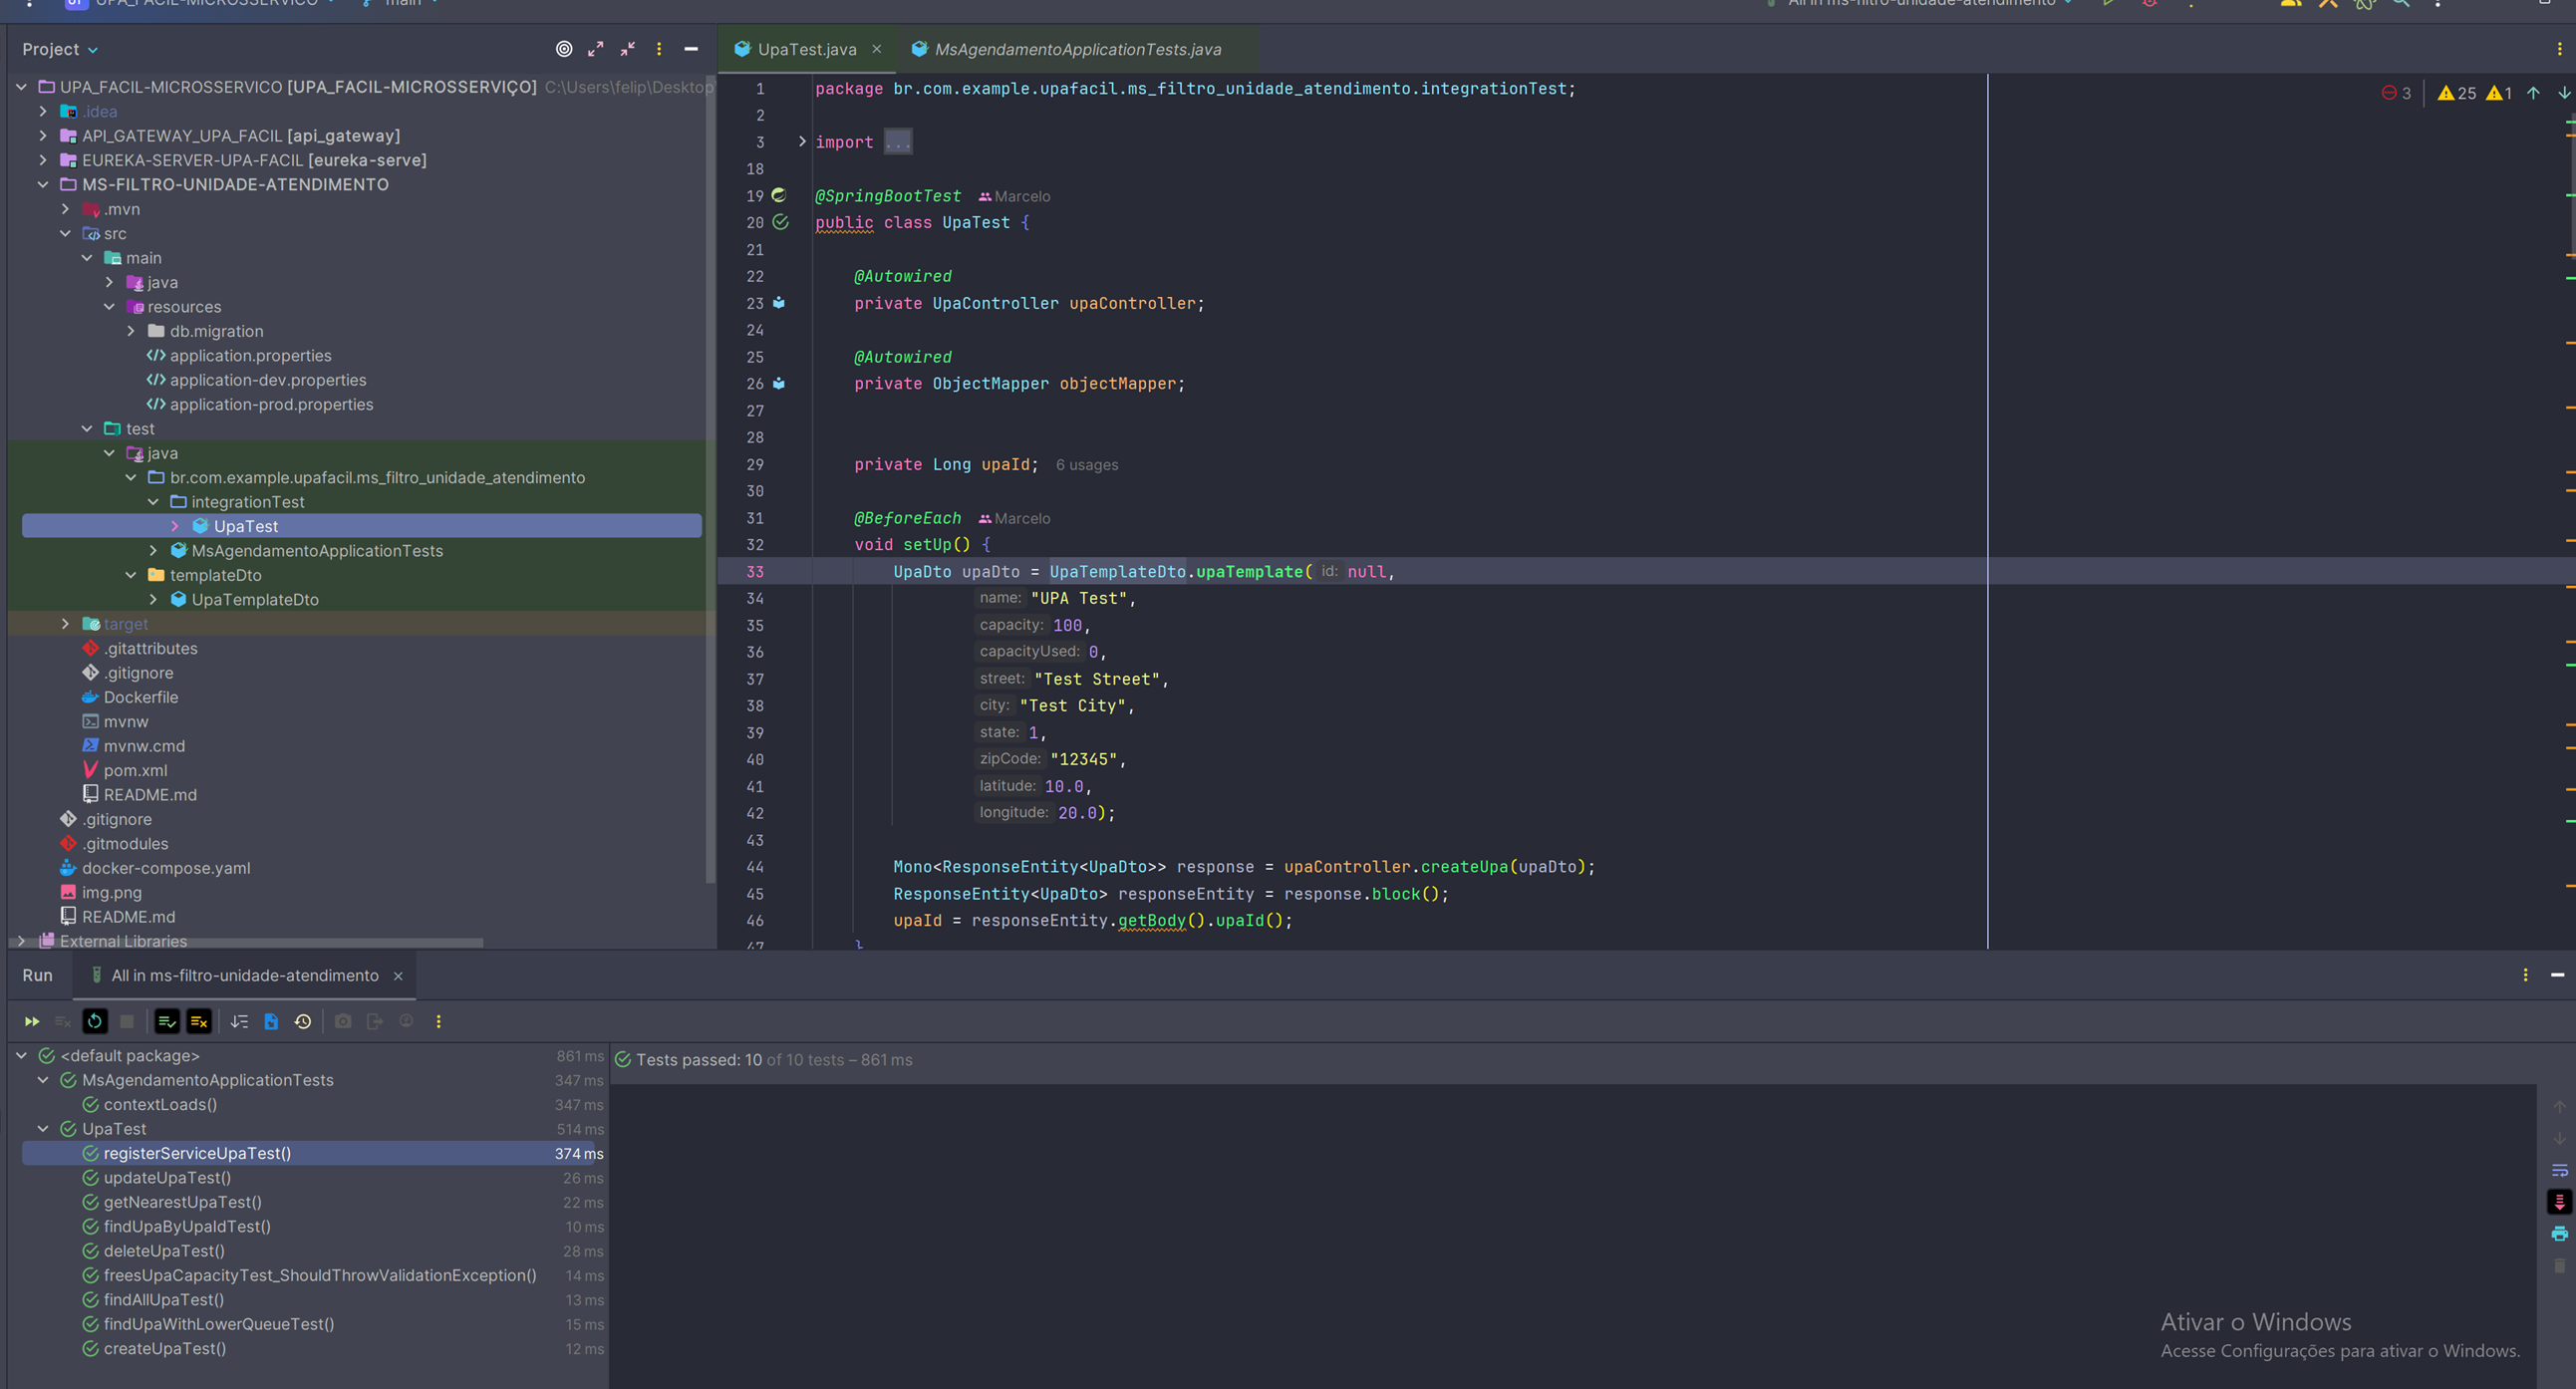 UPA_FACIL-MICROSSERVICO main All in ms-filtro-unidade-atendimento
Project
UPA_FACIL-MICROSSERVICO [UPA_FACIL-MICROSSERVIÇO] C:\Users\felip\Desktop
.idea
API_GATEWAY_UPA_FACIL [api_gateway]
EUREKA-SERVER-UPA-FACIL [eureka-serve]
MS-FILTRO-UNIDADE-ATENDIMENTO
.mvn
src
main
java
resources
db.migration
application.properties
application-dev.properties
application-prod.properties
test
java
br.com.example.upafacil.ms_filtro_unidade_atendimento
integrationTest
UpaTest
MsAgendamentoApplicationTests
templateDto
UpaTemplateDto
target
.gitattributes
.gitignore
Dockerfile
mvnw
mvnw.cmd
pom.xml
README.md
.gitignore
.gitmodules
docker-compose.yaml
img.png
README.md
External Libraries
UpaTest.java MsAgendamentoApplicationTests.java
3 25 1
1 package br.com.example.upafacil.ms_filtro_unidade_atendimento.integrationTest;
2
3 import ...
18
19 @SpringBootTest Marcelo
20 public class UpaTest {
21
22 @Autowired
23 private UpaController upaController;
24
25 @Autowired
26 private ObjectMapper objectMapper;
27
28
29 private Long upaId; 6 usages
30
31 @BeforeEach Marcelo
32 void setUp() {
33 UpaDto upaDto = UpaTemplateDto.upaTemplate( id: null,
34 name: "UPA Test",
35 capacity: 100,
36 capacityUsed: 0,
37 street: "Test Street",
38 city: "Test City",
39 state: 1,
40 zipCode: "12345",
41 latitude: 10.0,
42 longitude: 20.0);
43
44 Mono<ResponseEntity<UpaDto>> response = upaController.createUpa(upaDto);
45 ResponseEntity<UpaDto> responseEntity = response.block();
46 upaId = responseEntity.getBody().upaId();
47 }
Run All in ms-filtro-unidade-atendimento
<default package> 861 ms
MsAgendamentoApplicationTests 347 ms
contextLoads() 347 ms
UpaTest 514 ms
registerServiceUpaTest() 374 ms
updateUpaTest() 26 ms
getNearestUpaTest() 22 ms
findUpaByUpaIdTest() 10 ms
deleteUpaTest() 28 ms
freesUpaCapacityTest_ShouldThrowValidationException() 14 ms
findAllUpaTest() 13 ms
findUpaWithLowerQueueTest() 15 ms
createUpaTest() 12 ms
Tests passed: 10 of 10 tests – 861 ms
Ativar o Windows
Acesse Configurações para ativar o Windows.